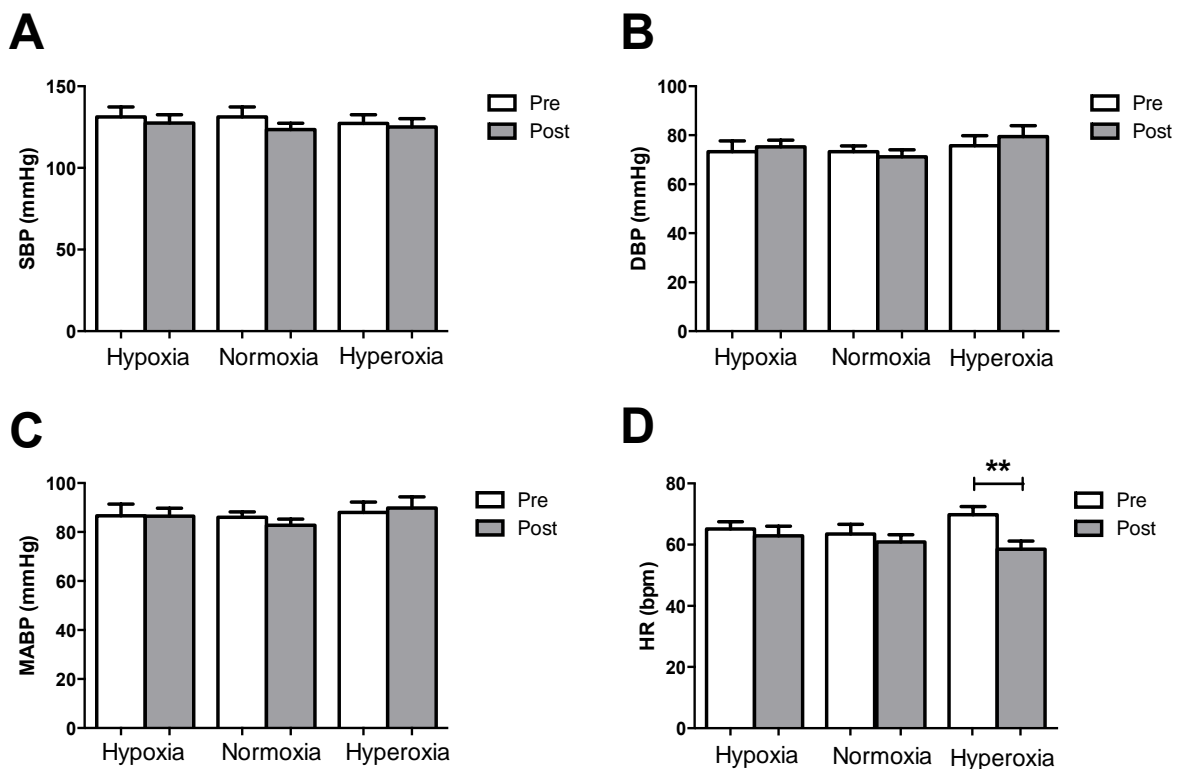 A
SBP (mmHg)
150
100
50
0
Hypoxia Normoxia Hyperoxia
Pre
Post
B
DBP (mmHg)
100
80
60
40
20
0
Hypoxia Normoxia Hyperoxia
Pre
Post
C
MABP (mmHg)
100
80
60
40
20
0
Hypoxia Normoxia Hyperoxia
Pre
Post
D
HR (bpm)
80
60
40
20
0
**
Hypoxia Normoxia Hyperoxia
Pre
Post